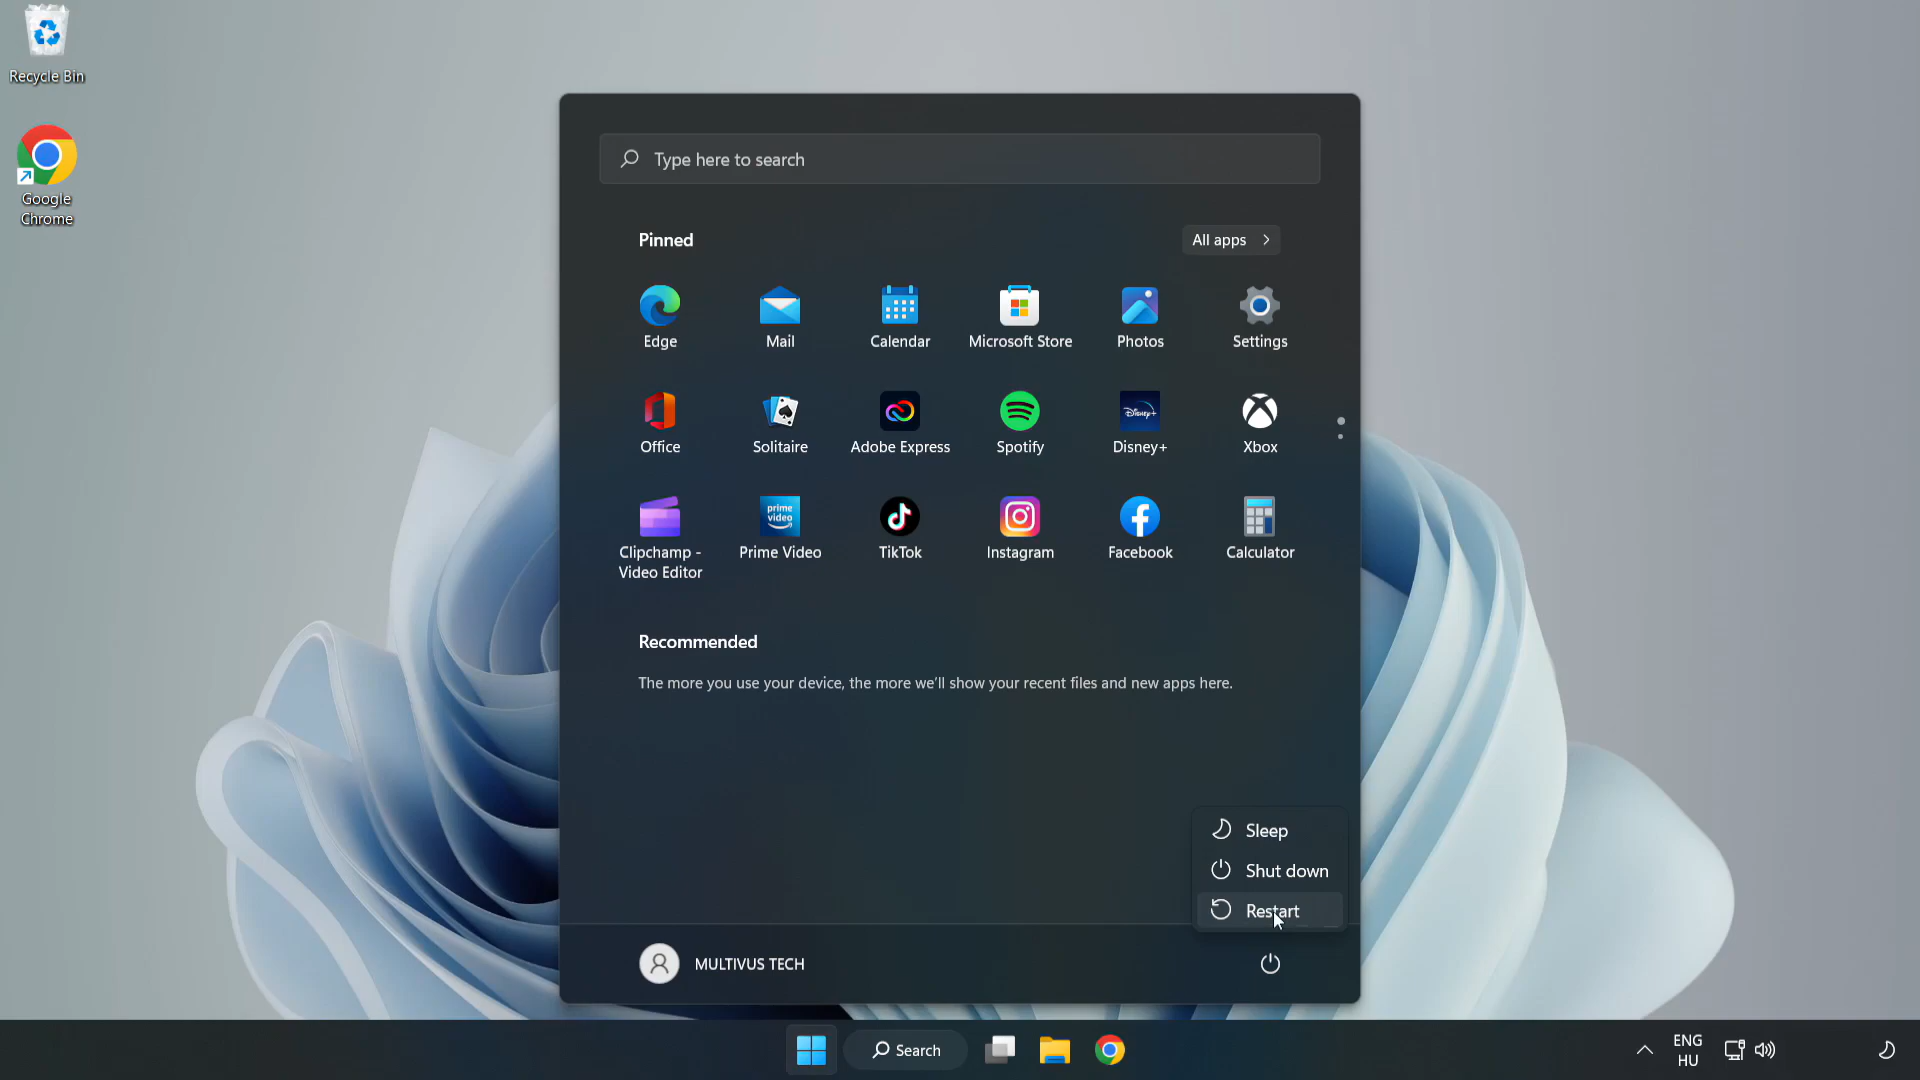 Recycle Bin
Google
Chrome
Type here to search
Pinned
All apps
Edge
Mail
Calendar
Microsoft Store
Photos
Settings
Office
Solitaire
Disney+
Adobe Express
Spotify
Disney+
Xbox
prime
video
Clipchamp -
Video Editor
Prime Video
TikTok
Instagram
Facebook
Calculator
Recommended
The more you use your device, the more we'll show your recent files and new apps here.
Sleep
Shut down
Restart
MULTIVUS TECH
Search
ENG
HU